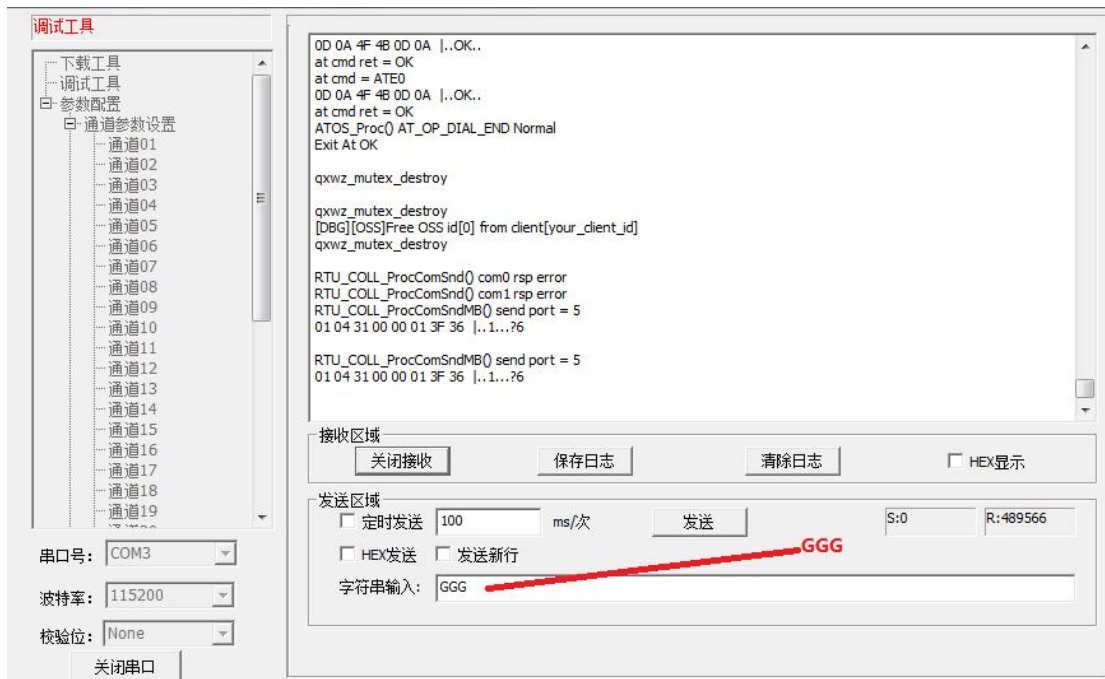 调试工具
下载工具
调试工具
参数配置
通道参数设置
通道01
通道02
通道03
通道04
通道05
通道06
通道07
通道08
通道09
通道10
通道11
通道12
通道13
通道14
通道15
通道16
通道17
通道18
通道19
串口号: COM3
波特率: 115200
校验位: None
关闭串口
0D 0A 4F 4B 0D 0A |..OK..
at cmd ret = OK
at cmd = ATE0
0D 0A 4F 4B 0D 0A |..OK..
at cmd ret = OK
ATOS_Proc() AT_OP_DIAL_END Normal
Exit At OK
qxwz_mutex_destroy
qxwz_mutex_destroy
[DBG][OSS]Free OSS id[0] from client[your_client_id]
qxwz_mutex_destroy
RTU_COLL_ProcComSnd() com0 rsp error
RTU_COLL_ProcComSnd() com1 rsp error
RTU_COLL_ProcComSndMB() send port = 5
01 04 31 00 00 01 3F 36 |..1...?6
RTU_COLL_ProcComSndMB() send port = 5
01 04 31 00 00 01 3F 36 |..1...?6
接收区域
关闭接收 保存日志 清除日志 HEX显示
发送区域
定时发送 100 ms/次 发送 S:0 R:489566
HEX发送 发送新行 GGG
字符串输入: GGG